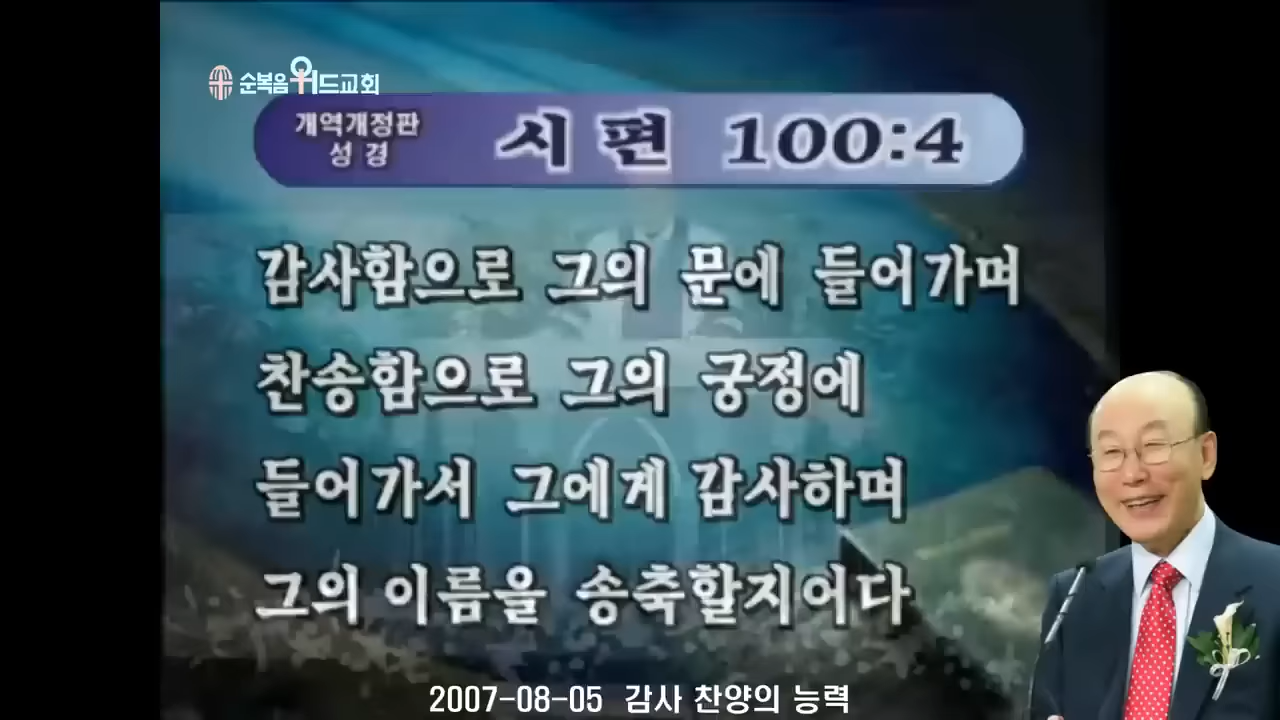 순복음워드교회
개역개정판
성경
시편 100:4
감사함으로 그의 문에 들어가며
찬송함으로 그의 궁정에
들어가서 그에게 감사하며
그의 이름을 송축할지어다
2007-08-05 감사 찬양의 능력